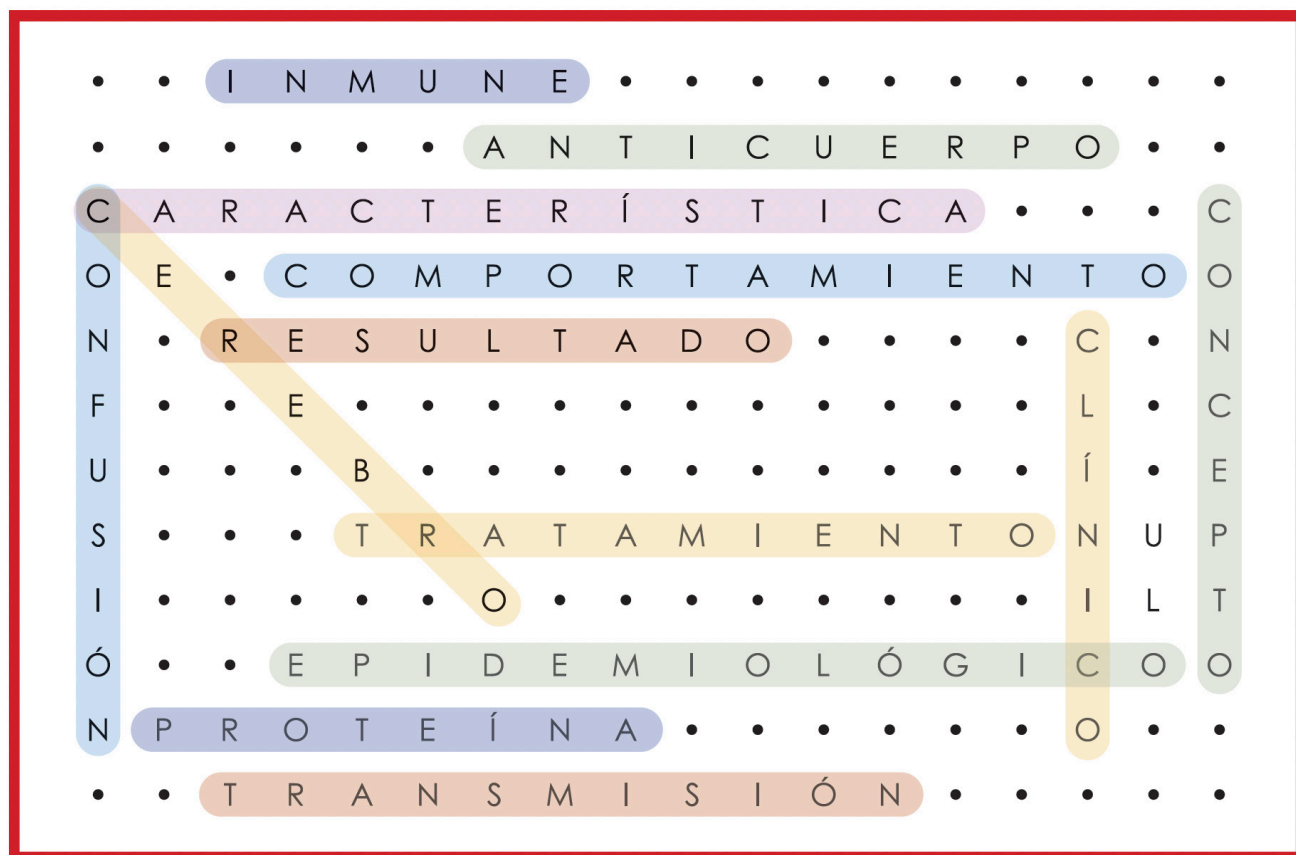 • • I N M U N E • • • • • • • • • •
• • • • • • A N T I C U E R P O • •
C A R A C T E R Í S T I C A • • • C
O E • C O M P O R T A M I E N T O O
N • R E S U L T A D O • • • • C • N
F • • E • • • • • • • • • • • L • C
U • • • B • • • • • • • • • • Í • E
S • • • T R A T A M I E N T O N U P
I • • • • • O • • • • • • • • I L T
Ó • • E P I D E M I O L Ó G I C O O
N P R O T E Í N A • • • • • • O • •
• • T R A N S M I S I Ó N • • • • •